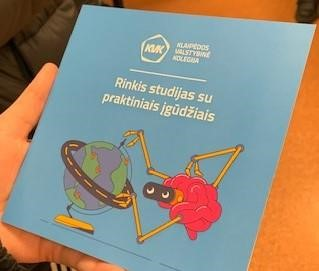 KVK
KLAIPĖDOS
VALSTYBINĖ
KOLEGIJA
Rinkis studijas su
praktiniais įgūdžiais